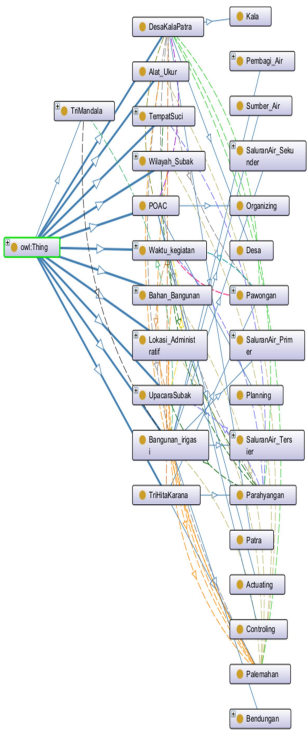 owl:Thing
TriMandala
DesaKalaPatra
Alat_Ukur
TempatSuci
Wilayah_Subak
POAC
Waktu_kegiatan
Bahan_Bangunan
Lokasi_Administ
ratif
UpacaraSubak
Bangunan_irigas
i
TriHitaKarana
Kala
Pembagi_Air
Sumber_Air
SaluranAir_Seku
nder
Organizing
Desa
Pawongan
SaluranAir_Prim
er
Planning
SaluranAir_Ters
ier
Parahyangan
Patra
Actuating
Controling
Palemahan
Bendungan